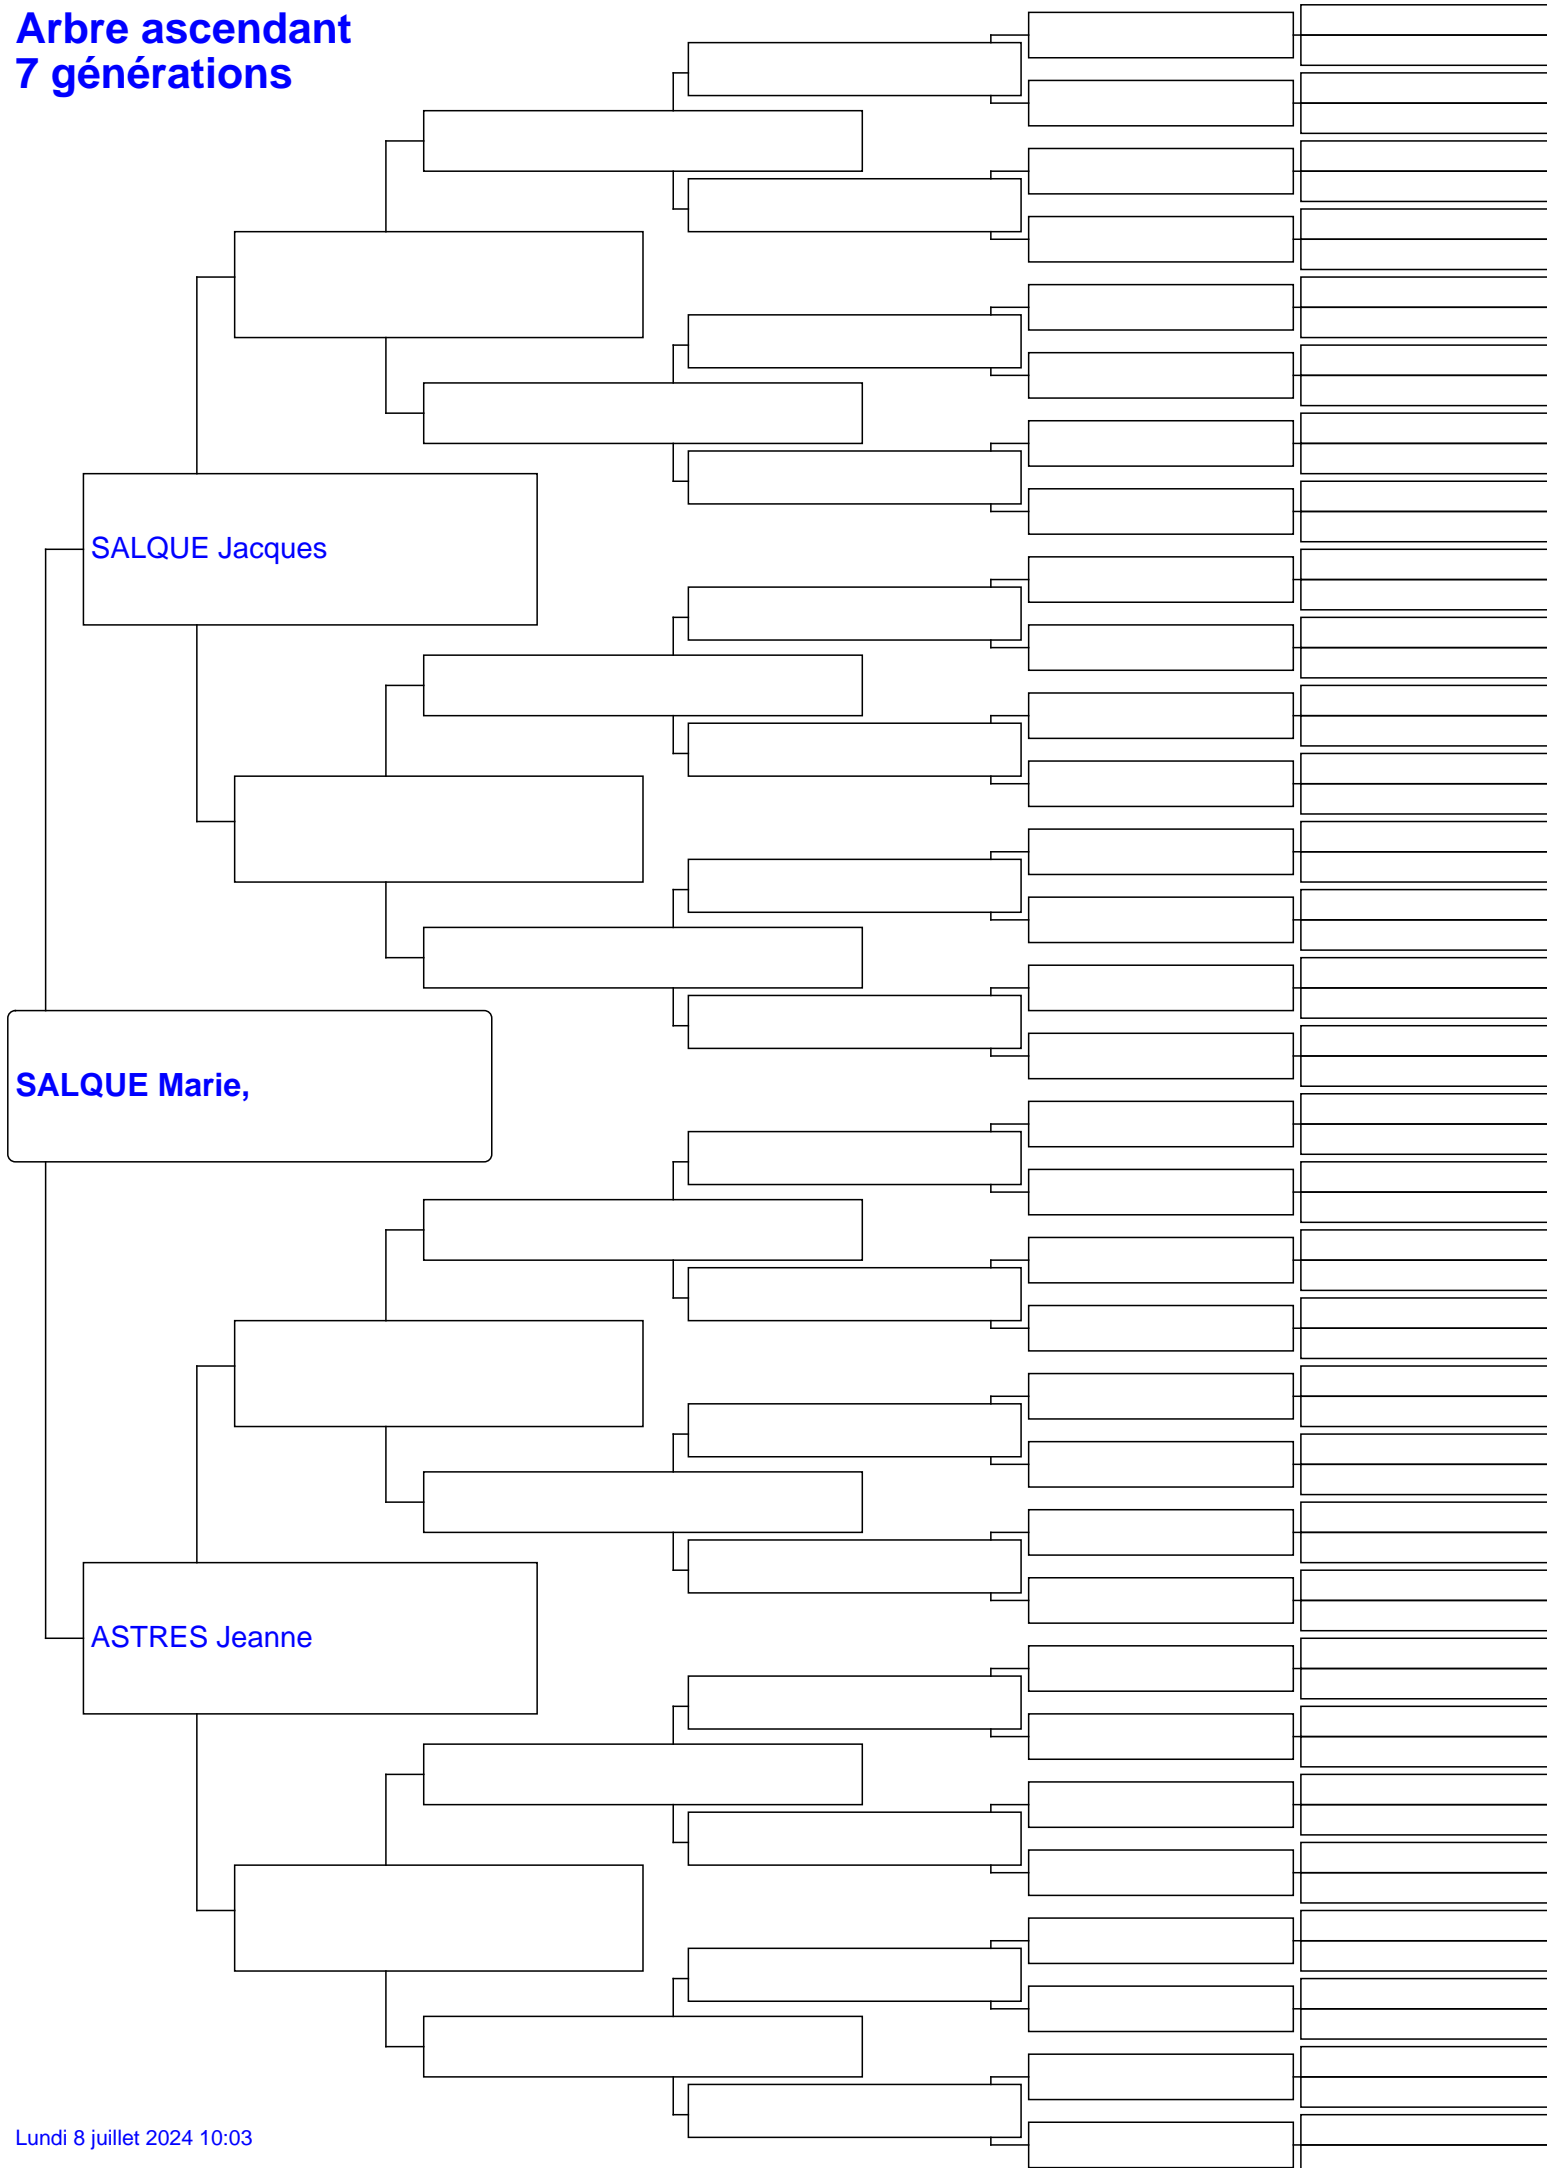 Arbre ascendant
7 générations
SALQUE Jacques
SALQUE Marie,
ASTRES Jeanne
Lundi 8 juillet 2024 10:03